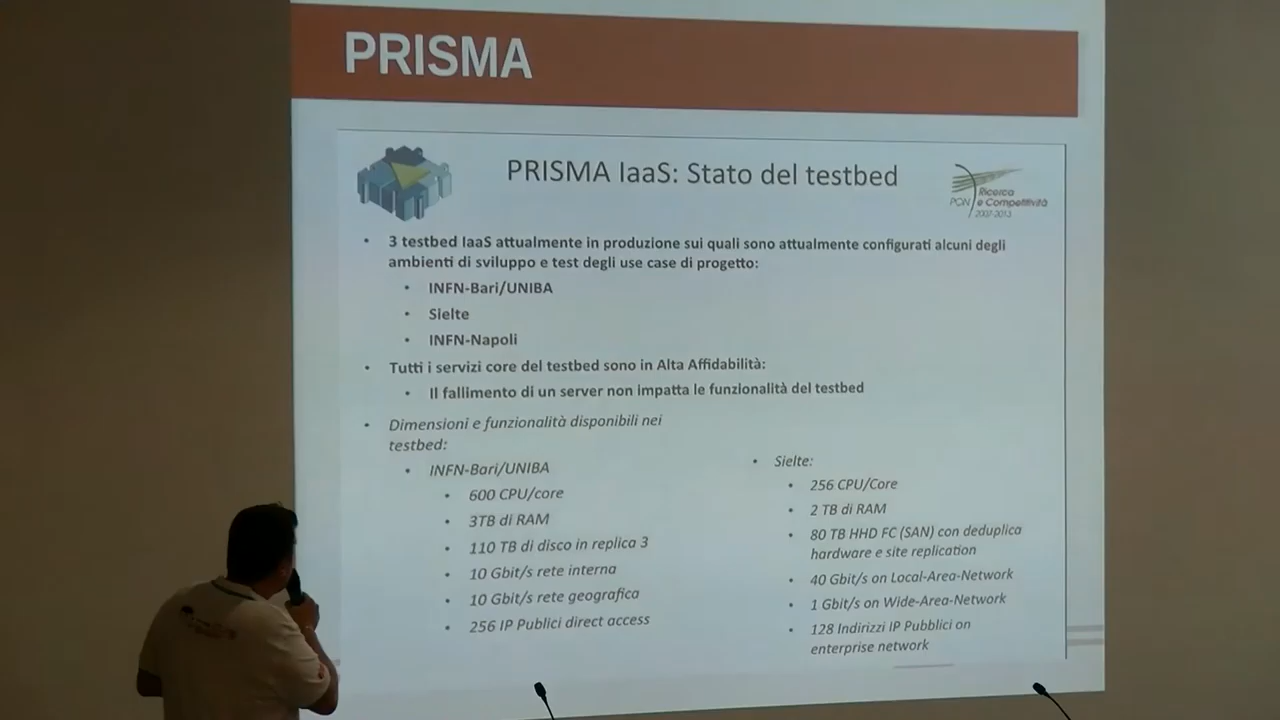 PRISMA
PRISMA IaaS: Stato del testbed
Ricerca
PON e Competitività
2007-2013
• 3 testbed IaaS attualmente in produzione sui quali sono attualmente configurati alcuni degli
ambienti di sviluppo e test degli use case di progetto:
• INFN-Bari/UNIBA
• Sielte
• INFN-Napoli
• Tutti i servizi core del testbed sono in Alta Affidabilità:
• Il fallimento di un server non impatta le funzionalità del testbed
• Dimensioni e funzionalità disponibili nei
testbed:
• INFN-Bari/UNIBA
• 600 CPU/core
• 3TB di RAM
• 110 TB di disco in replica 3
• 10 Gbit/s rete interna
• 10 Gbit/s rete geografica
• 256 IP Publici direct access
• Sielte:
• 256 CPU/Core
• 2 TB di RAM
• 80 TB HHD FC (SAN) con deduplica
hardware e site replication
• 40 Gbit/s on Local-Area-Network
• 1 Gbit/s on Wide-Area-Network
• 128 Indirizzi IP Pubblici on
enterprise network